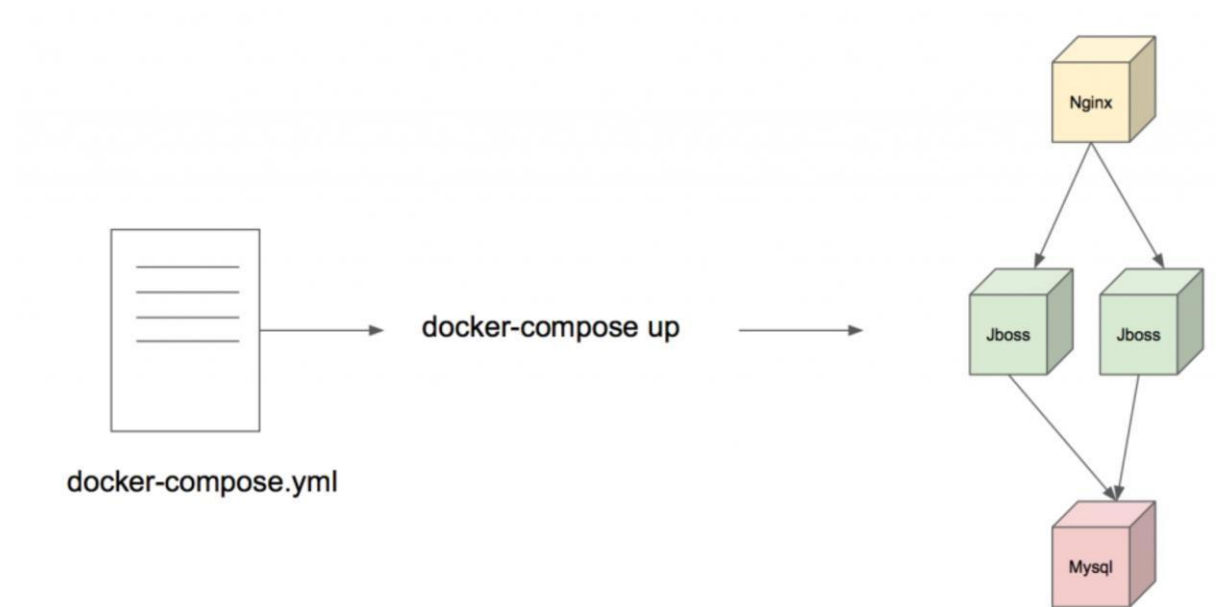 Nginx
docker-compose up
Jboss
Jboss
docker-compose.yml
Mysql